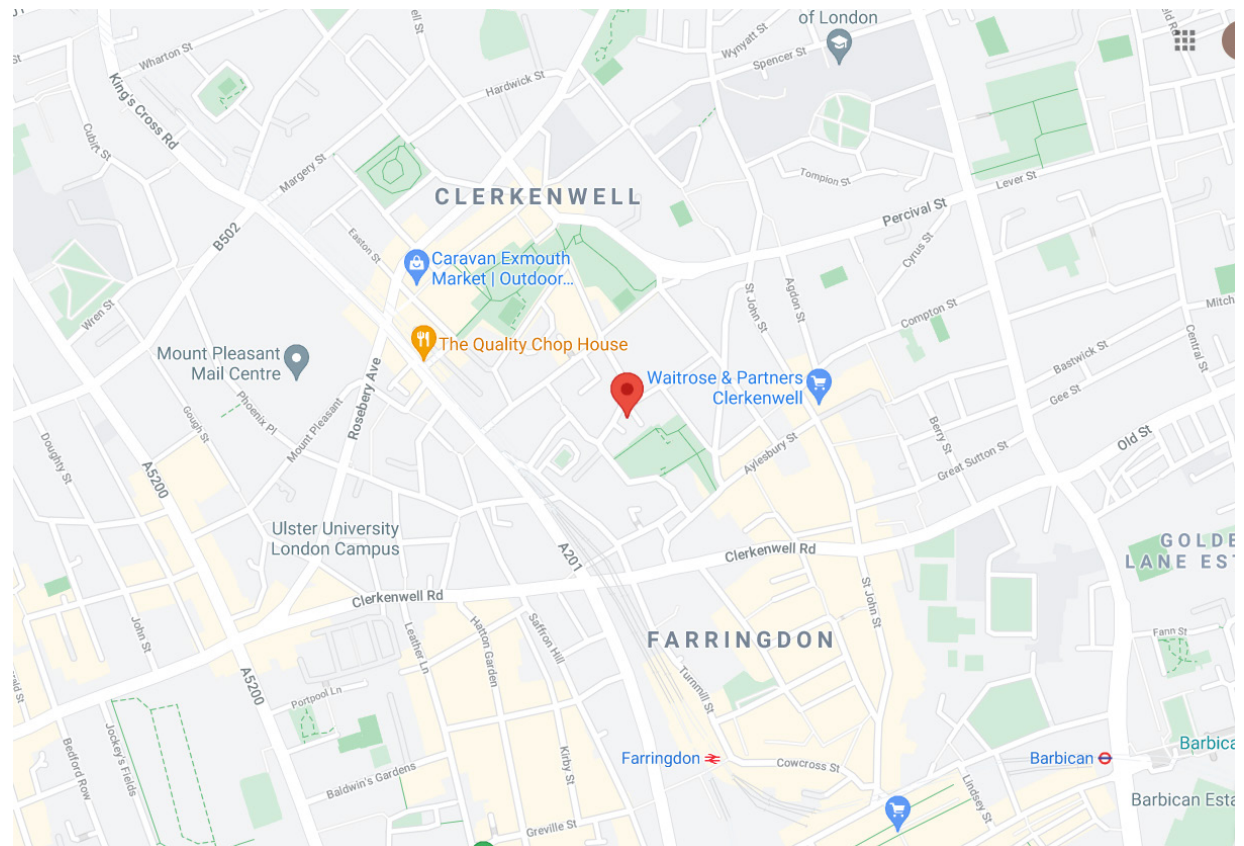 of London
Wharton St
Wynyatt St
Spencer St
King's Cross Rd
Hardwick St
Cubitt St
Margery St
Tompion St
Lever St
CLERKENWELL
Percival St
B502
Easton St
Cyrus St
Caravan Exmouth
Market | Outdoor...
St John St
Agdon St
Wren St
Compton St
Mitch
Central St
The Quality Chop House
Mount Pleasant
Mail Centre
Bastwick St
Rosebery Ave
Waitrose & Partners
Clerkenwell
Gee St
Phoenix Pl
Gough St
Mount Pleasant
Berry St
Old St
Doughty St
Aylesbury St
Great Sutton St
A5200
Ulster University
London Campus
A201
Clerkenwell Rd
GOLDE
LANE EST
Clerkenwell Rd
St John St
John St
Leather Ln
Hatton Garden
Saffron Hill
FARRINGDON
Fann St
A5200
Portpool Ln
Turnmill St
Jockey's Fields
Bedford Row
Kirby St
Farringdon
Cowcross St
Barbican
Barbica
Baldwin's Gardens
Lindsey St
Barbican Esta
Greville St